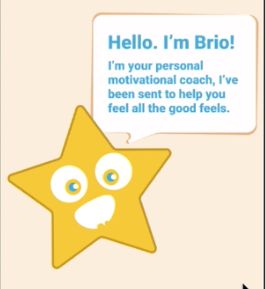 Hello. I'm Brio!
I'm your personal
motivational coach, I've
been sent to help you
feel all the good feels.